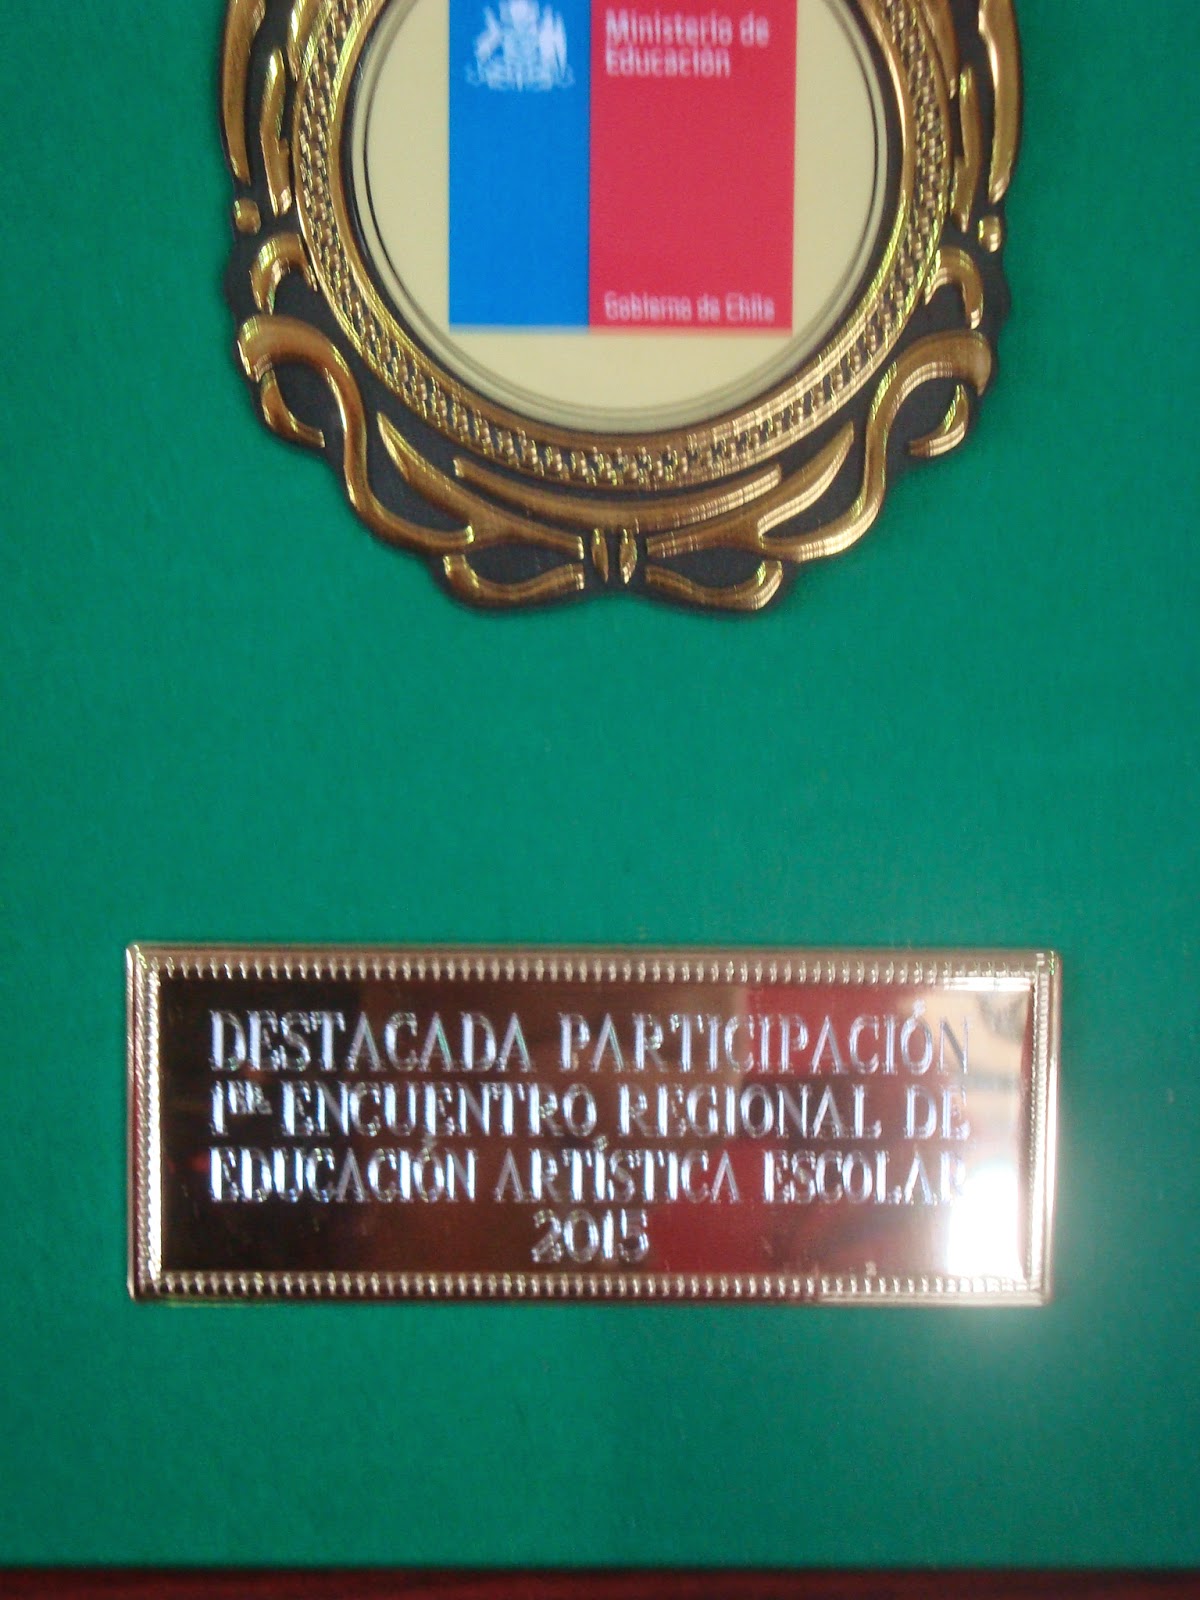 Ministerio de
Educación
Gobierno de Chile
DESTACADA PARTICIPACIÓN
1ER. ENCUENTRO REGIONAL DE
EDUCACIÓN ARTÍSTICA ESCOLAR
2015